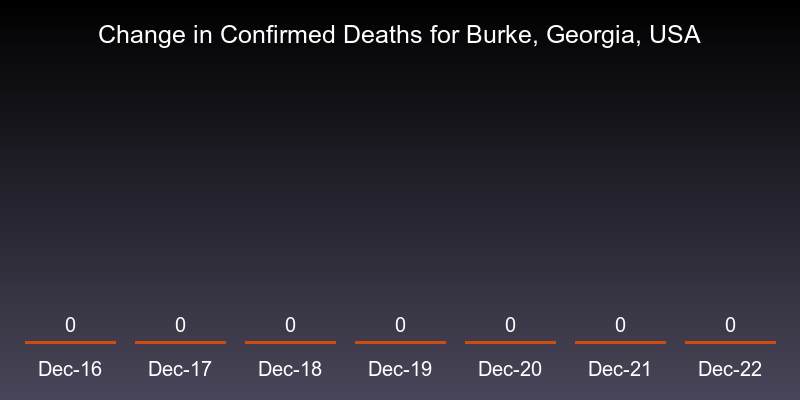 Change in Confirmed Deaths for Burke, Georgia, USA
0 0 0 0 0 0 0
Dec-16 Dec-17 Dec-18 Dec-19 Dec-20 Dec-21 Dec-22